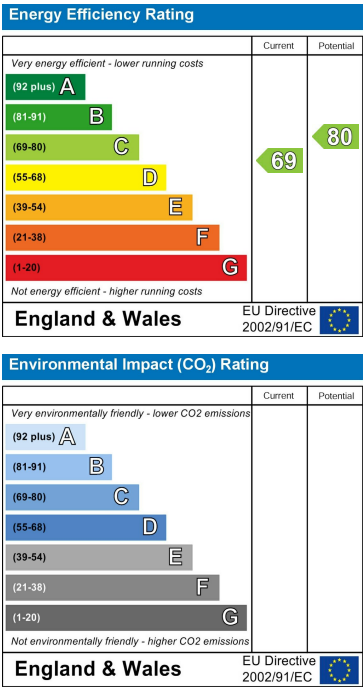 Energy Efficiency Rating
Current Potential
Very energy efficient - lower running costs
(92 plus) A
(81-91) B
(69-80) C
(55-68) D
(39-54) E
(21-38) F
(1-20) G
69
80
Not energy efficient - higher running costs
England & Wales
EU Directive
2002/91/EC
Environmental Impact (CO₂) Rating
Current Potential
Very environmentally friendly - lower CO2 emissions
(92 plus) A
(81-91) B
(69-80) C
(55-68) D
(39-54) E
(21-38) F
(1-20) G
Not environmentally friendly - higher CO2 emissions
England & Wales
EU Directive
2002/91/EC